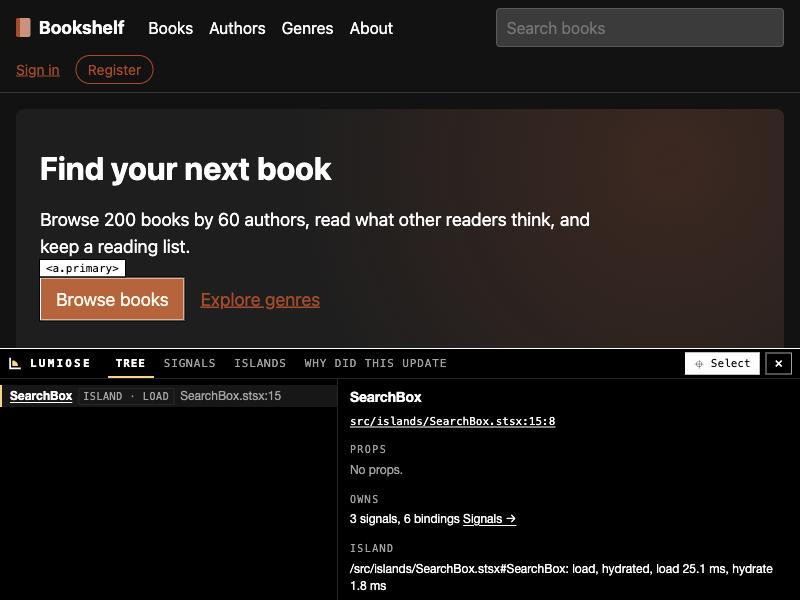 Bookshelf Books Authors Genres About Search books
Sign in Register
Find your next book
Browse 200 books by 60 authors, read what other readers think, and
keep a reading list.
<a.primary>
Browse books Explore genres
LUMIOSE TREE SIGNALS ISLANDS WHY DID THIS UPDATE Select ×
SearchBox ISLAND · LOAD SearchBox.stsx:15
SearchBox
src/islands/SearchBox.stsx:15:8
PROPS
No props.
OWNS
3 signals, 6 bindings Signals →
ISLAND
/src/islands/SearchBox.stsx#SearchBox: load, hydrated, load 25.1 ms, hydrate
1.8 ms